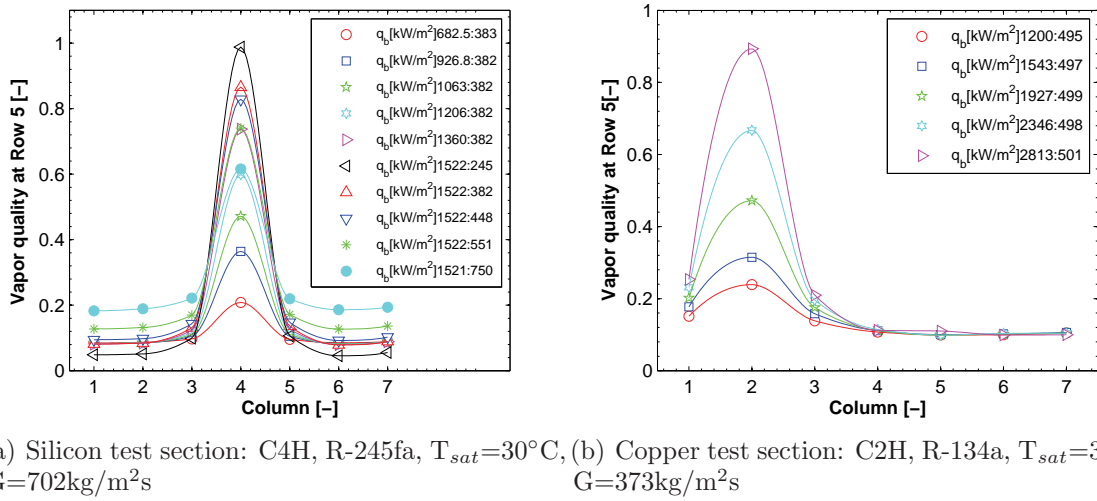 Vapor quality at Row 5 [–]
1
0.8
0.6
0.4
0.2
0
1 2 3 4 5 6 7
Column [–]
q_b[kW/m²]682.5:383
q_b[kW/m²]926.8:382
q_b[kW/m²]1063:382
q_b[kW/m²]1206:382
q_b[kW/m²]1360:382
q_b[kW/m²]1522:245
q_b[kW/m²]1522:382
q_b[kW/m²]1522:448
q_b[kW/m²]1522:551
q_b[kW/m²]1521:750
Vapor quality at Row 5[–]
1
0.8
0.6
0.4
0.2
0
1 2 3 4 5 6 7
Column [–]
q_b[kW/m²]1200:495
q_b[kW/m²]1543:497
q_b[kW/m²]1927:499
q_b[kW/m²]2346:498
q_b[kW/m²]2813:501
a) Silicon test section: C4H, R-245fa, T_sat=30°C,
G=702kg/m²s
(b) Copper test section: C2H, R-134a, T_sat=3
G=373kg/m²s